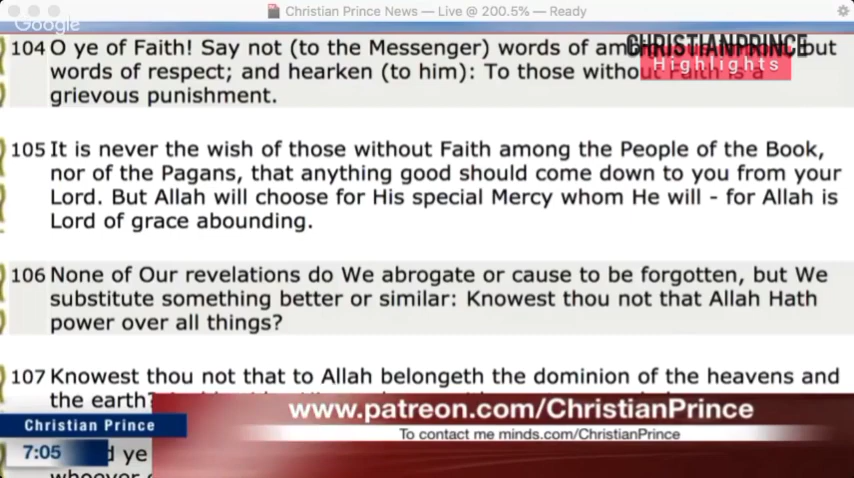 Christian Prince News — Live @ 200.5% — Ready
Google
CHRISTIANPRINCE
Highlights
104 O ye of Faith! Say not (to the Messenger) words of but
words of respect; and hearken (to him): To those without Faith is a
grievous punishment.
105 It is never the wish of those without Faith among the People of the Book,
nor of the Pagans, that anything good should come down to you from your
Lord. But Allah will choose for His special Mercy whom He will - for Allah is
Lord of grace abounding.
106 None of Our revelations do We abrogate or cause to be forgotten, but We
substitute something better or similar: Knowest thou not that Allah Hath
power over all things?
107 Knowest thou not that to Allah belongeth the dominion of the heavens and
the earth?
www.patreon.com/ChristianPrince
Christian Prince
To contact me minds.com/ChristianPrince
7:05
ye